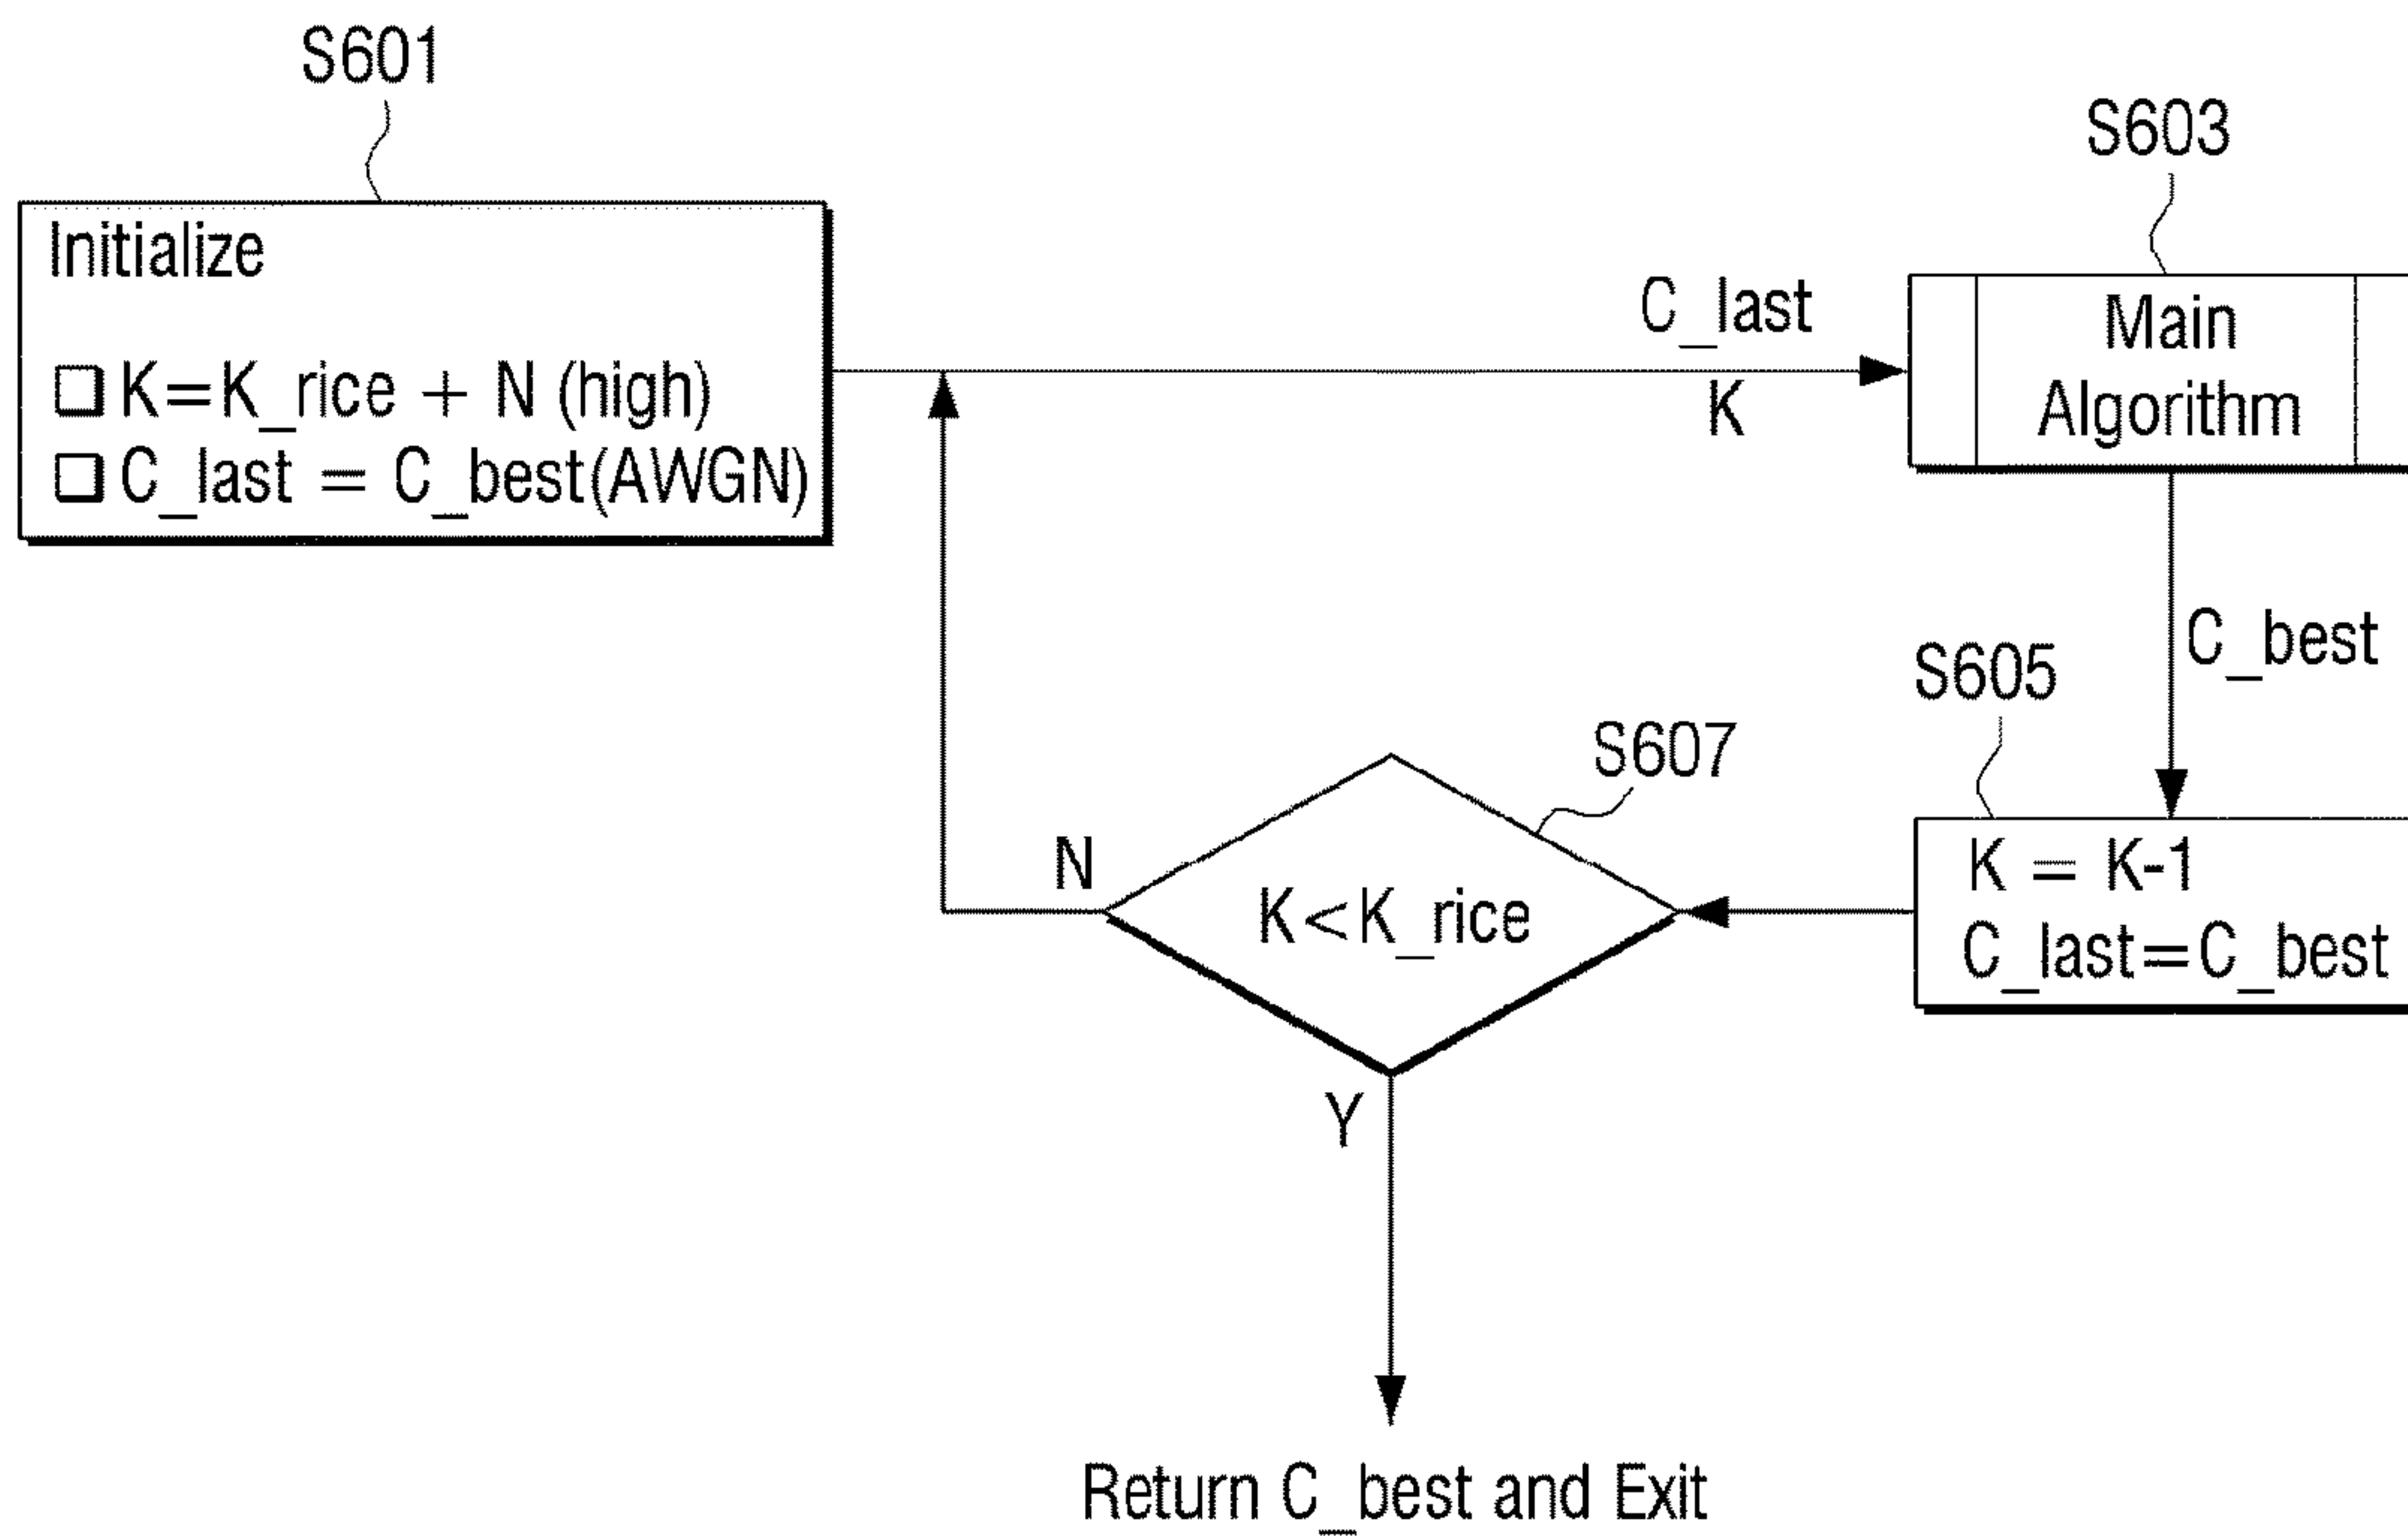 S601
Initialize
K=K_rice + N (high)
C_last = C_best(AWGN)
S603
C_last
K
Main
Algorithm
C_best
S605
K = K-1
C_last=C_best
S607
N
K<K_rice
Y
Return C_best and Exit